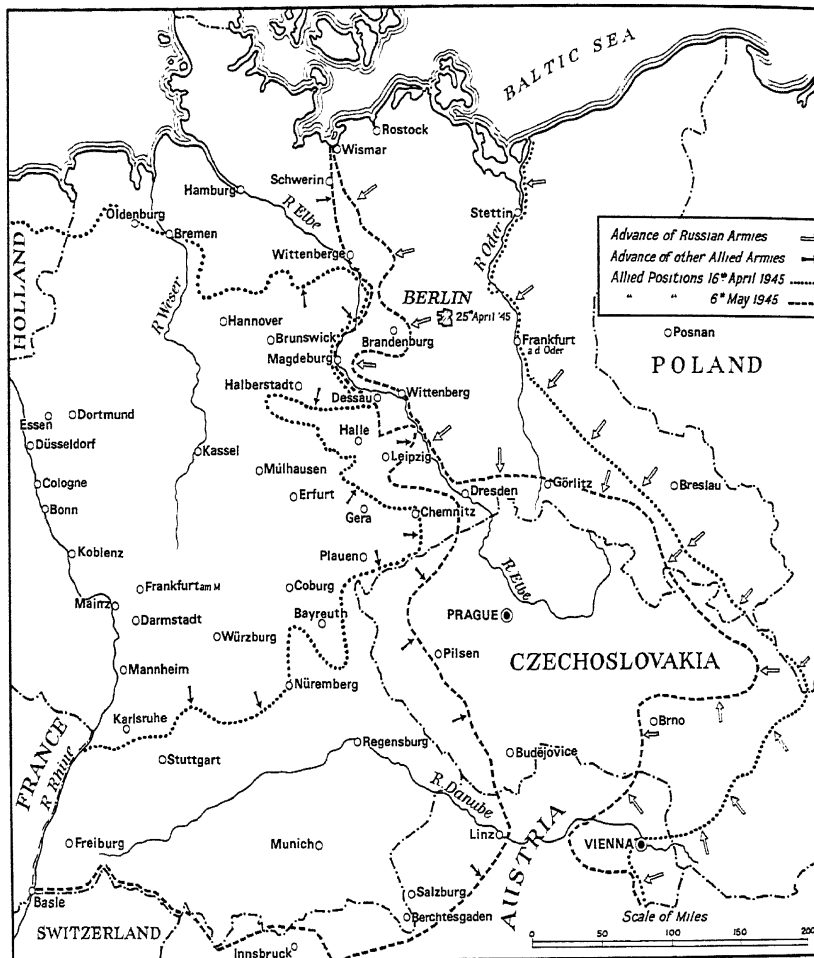 BALTIC SEA
Rostock
Wismar
Schwerin
Hamburg
R Elbe
Stettin
Oldenburg
Bremen
Wittenberge
R Oder
HOLLAND
R Weser
Advance of Russian Armies
Advance of other Allied Armies
Allied Positions 16th April 1945
" " 6th May 1945
BERLIN
25th April '45
Hannover
Brunswick
Brandenburg
Frankfurt
a d Oder
Posnan
Magdeburg
POLAND
Halberstadt
Dessau
Wittenberg
Essen
Dortmund
Düsseldorf
Halle
Kassel
Leipzig
Mülhausen
Cologne
Erfurt
Dresden
Görlitz
Breslau
Bonn
Gera
Chemnitz
Koblenz
Plauen
R Elbe
Frankfurt am M
Coburg
Mainz
Darmstadt
Bayreuth
PRAGUE
Würzburg
Pilsen
CZECHOSLOVAKIA
Mannheim
Nüremberg
Karlsruhe
Brno
FRANCE
R. Rhine
Stuttgart
Regensburg
Budejovice
R. Danube
AUSTRIA
Linz
Freiburg
Munich
VIENNA
Basle
Salzburg
Berchtesgaden
Scale of Miles
SWITZERLAND
Innsbruck
0 50 100 150 200